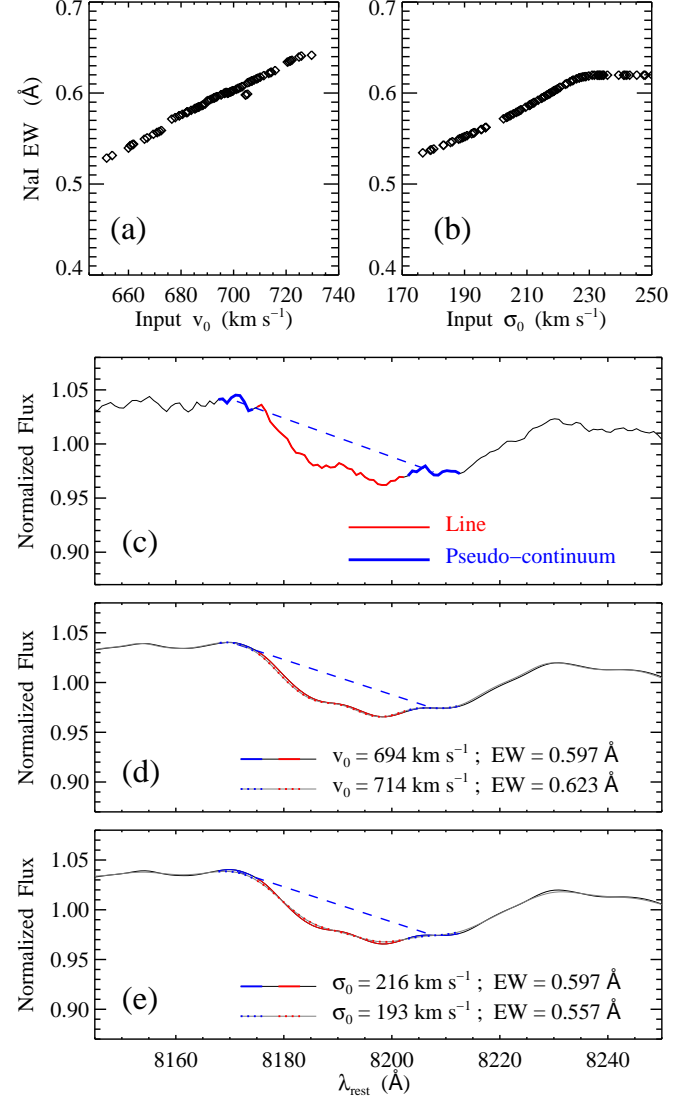 0.7
0.6
0.5
0.4
NaI EW (Å)
(a)
660 680 700 720 740
Input v₀ (km s⁻¹)
0.7
0.6
0.5
0.4
(b)
170 190 210 230 250
Input σ₀ (km s⁻¹)
1.05
1.00
0.95
0.90
Normalized Flux
(c)
Line
Pseudo−continuum
1.05
1.00
0.95
0.90
Normalized Flux
(d)
v₀ = 694 km s⁻¹ ; EW = 0.597 Å
v₀ = 714 km s⁻¹ ; EW = 0.623 Å
1.05
1.00
0.95
0.90
Normalized Flux
(e)
σ₀ = 216 km s⁻¹ ; EW = 0.597 Å
σ₀ = 193 km s⁻¹ ; EW = 0.557 Å
8160 8180 8200 8220 8240
λrest (Å)